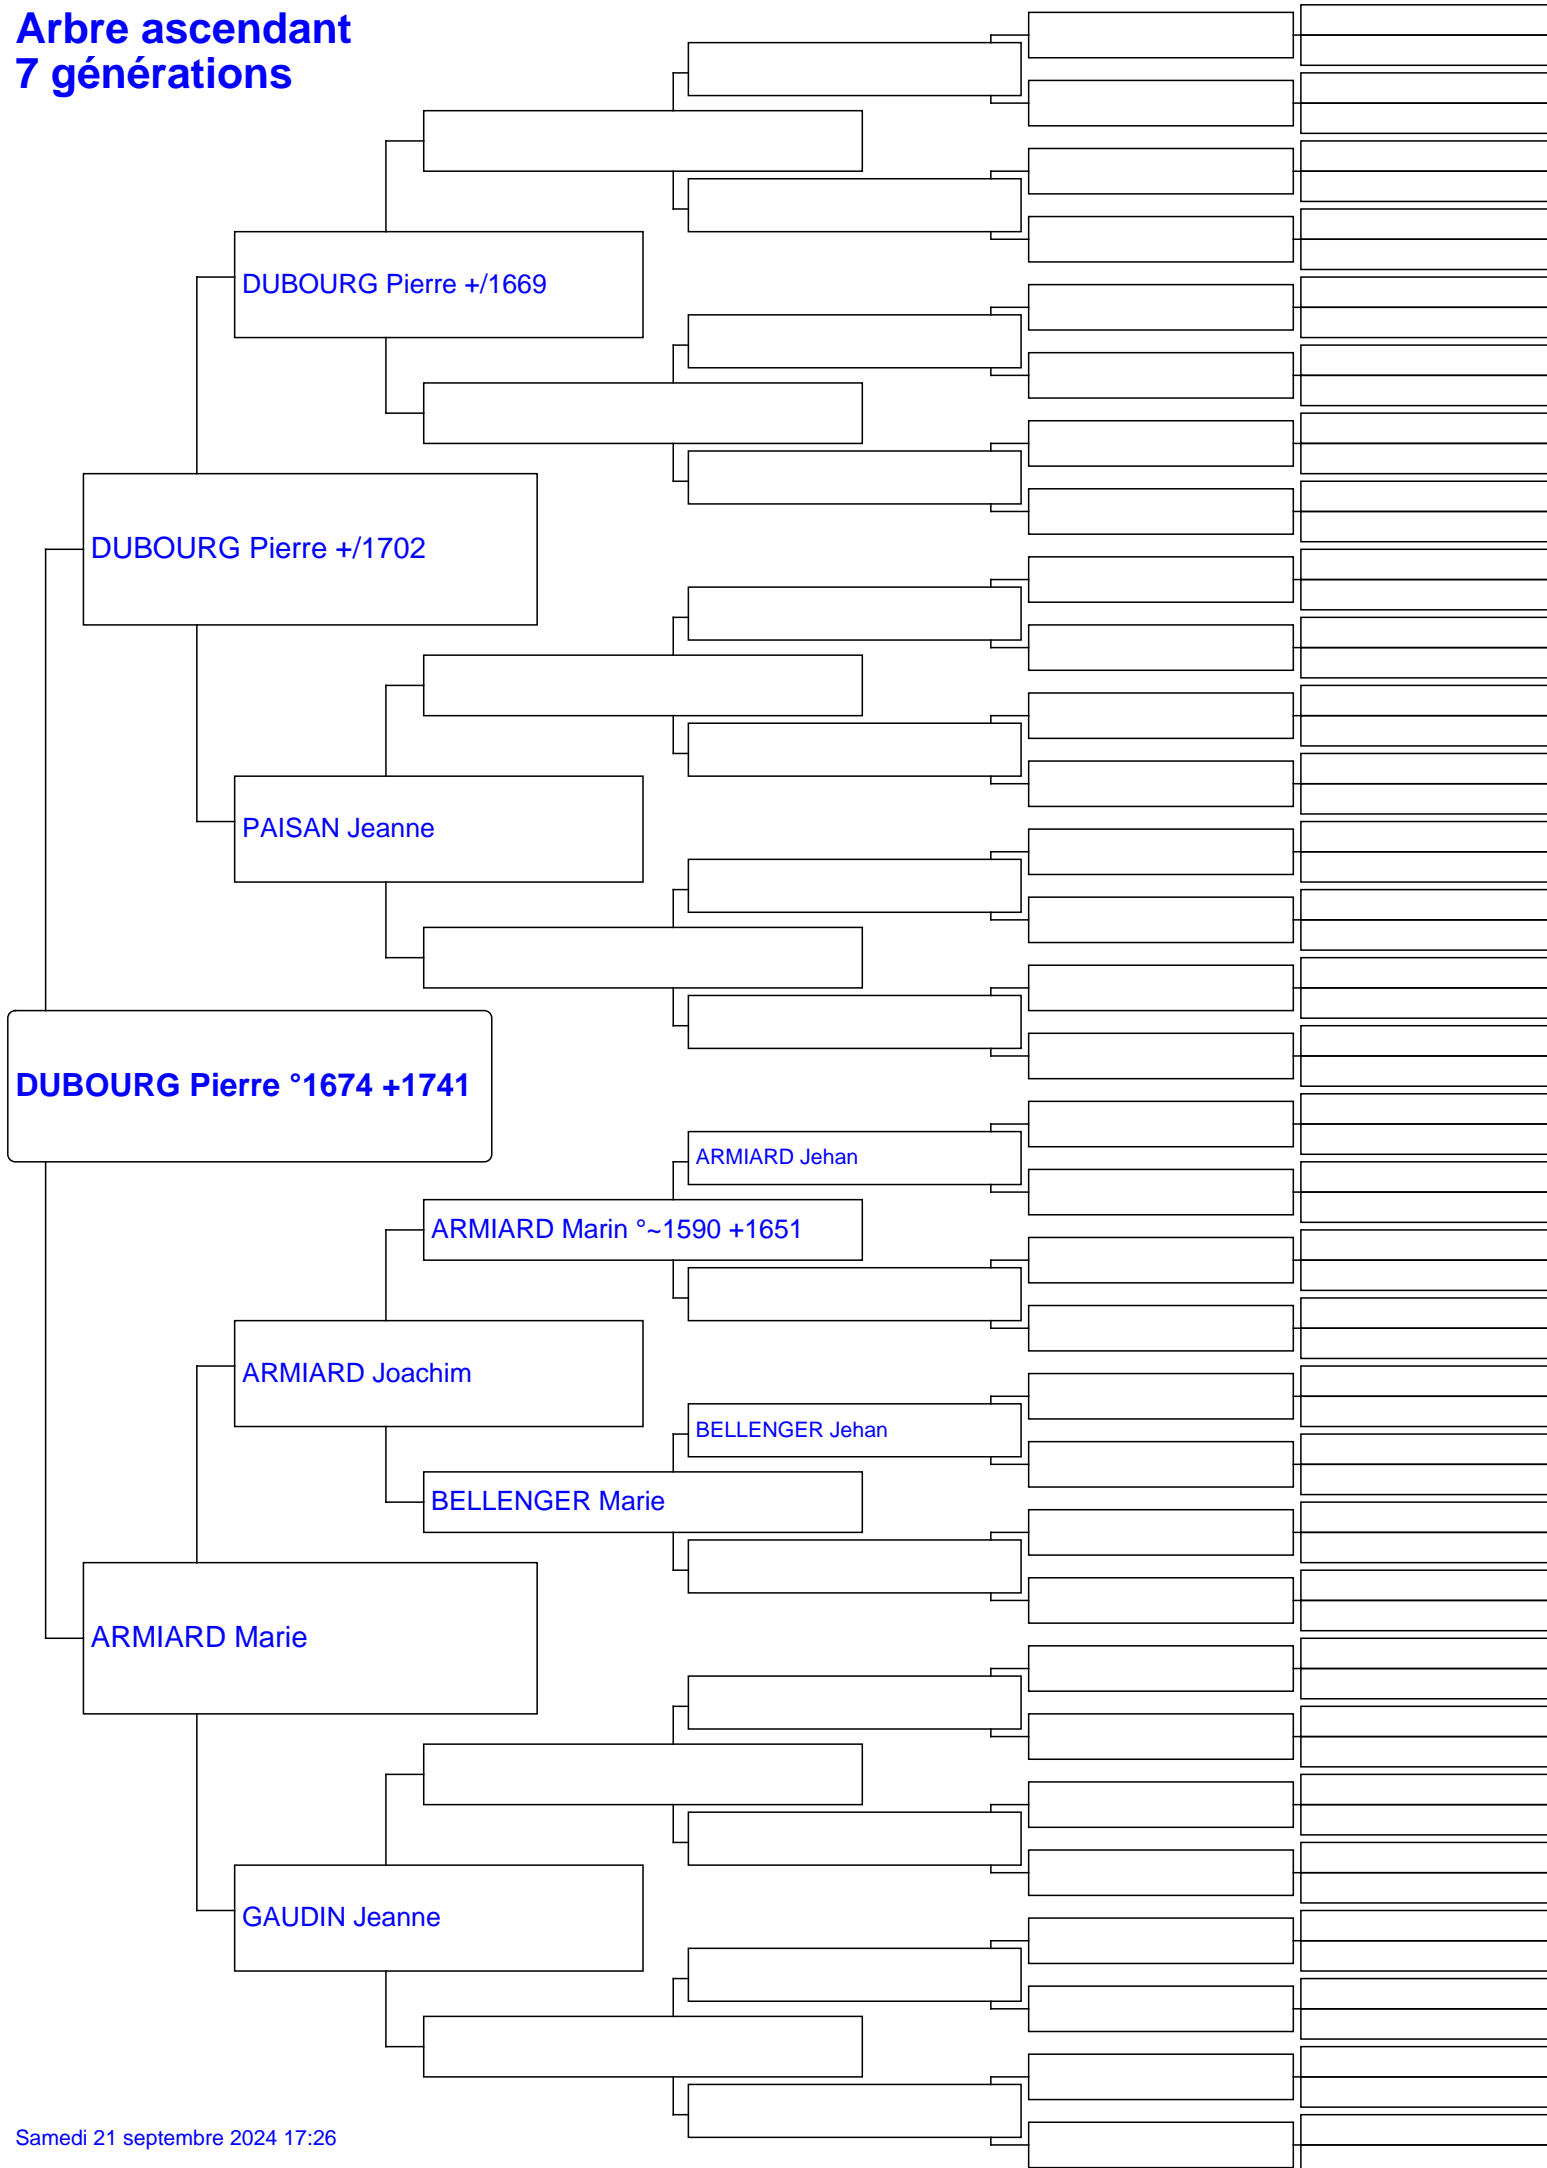 Arbre ascendant
7 générations
DUBOURG Pierre +/1669
DUBOURG Pierre +/1702
PAISAN Jeanne
DUBOURG Pierre °1674 +1741
ARMIARD Jehan
ARMIARD Marin °~1590 +1651
ARMIARD Joachim
BELLENGER Jehan
BELLENGER Marie
ARMIARD Marie
GAUDIN Jeanne
Samedi 21 septembre 2024 17:26